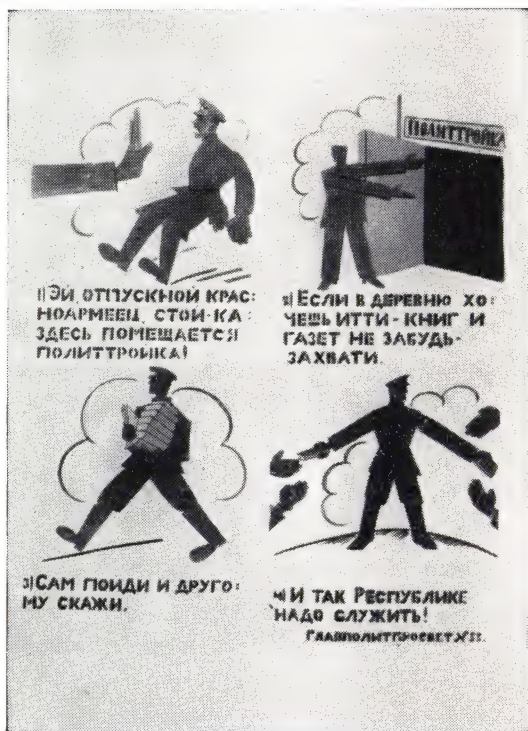 ПОЛИТТРОЙКА
1) ЭЙ, ОТПУСКНОЙ КРАС:
НОАРМЕЕЦ, СТОЙ-КА:
ЗДЕСЬ ПОМЕЩАЕТСЯ
ПОЛИТТРОЙКА!
2) ЕСЛИ В ДЕРЕВНЮ ХО:
ЧЕШЬ ИТТИ - КНИГ И
ГАЗЕТ НЕ ЗАБУДЬ-
ЗАХВАТИ.
3) САМ ПОЙДИ И ДРУГО:
МУ СКАЖИ.
4) И ТАК РЕСПУБЛИКЕ
НАДО СЛУЖИТЬ!
ГЛАВПОЛИТПРОСВЕТ